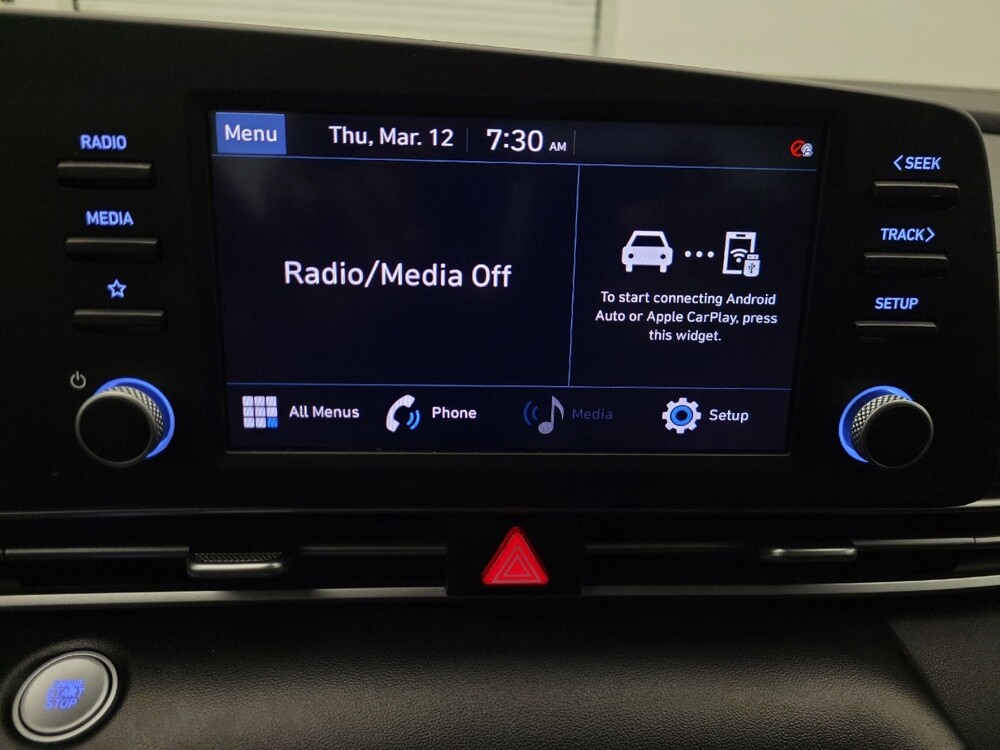 RADIO
MEDIA
Menu
Thu, Mar. 12
7:30 AM
Radio/Media Off
To start connecting Android
Auto or Apple CarPlay, press
this widget.
All Menus
Phone
Media
Setup
<SEEK
TRACK>
SETUP
ENGINE
START
STOP